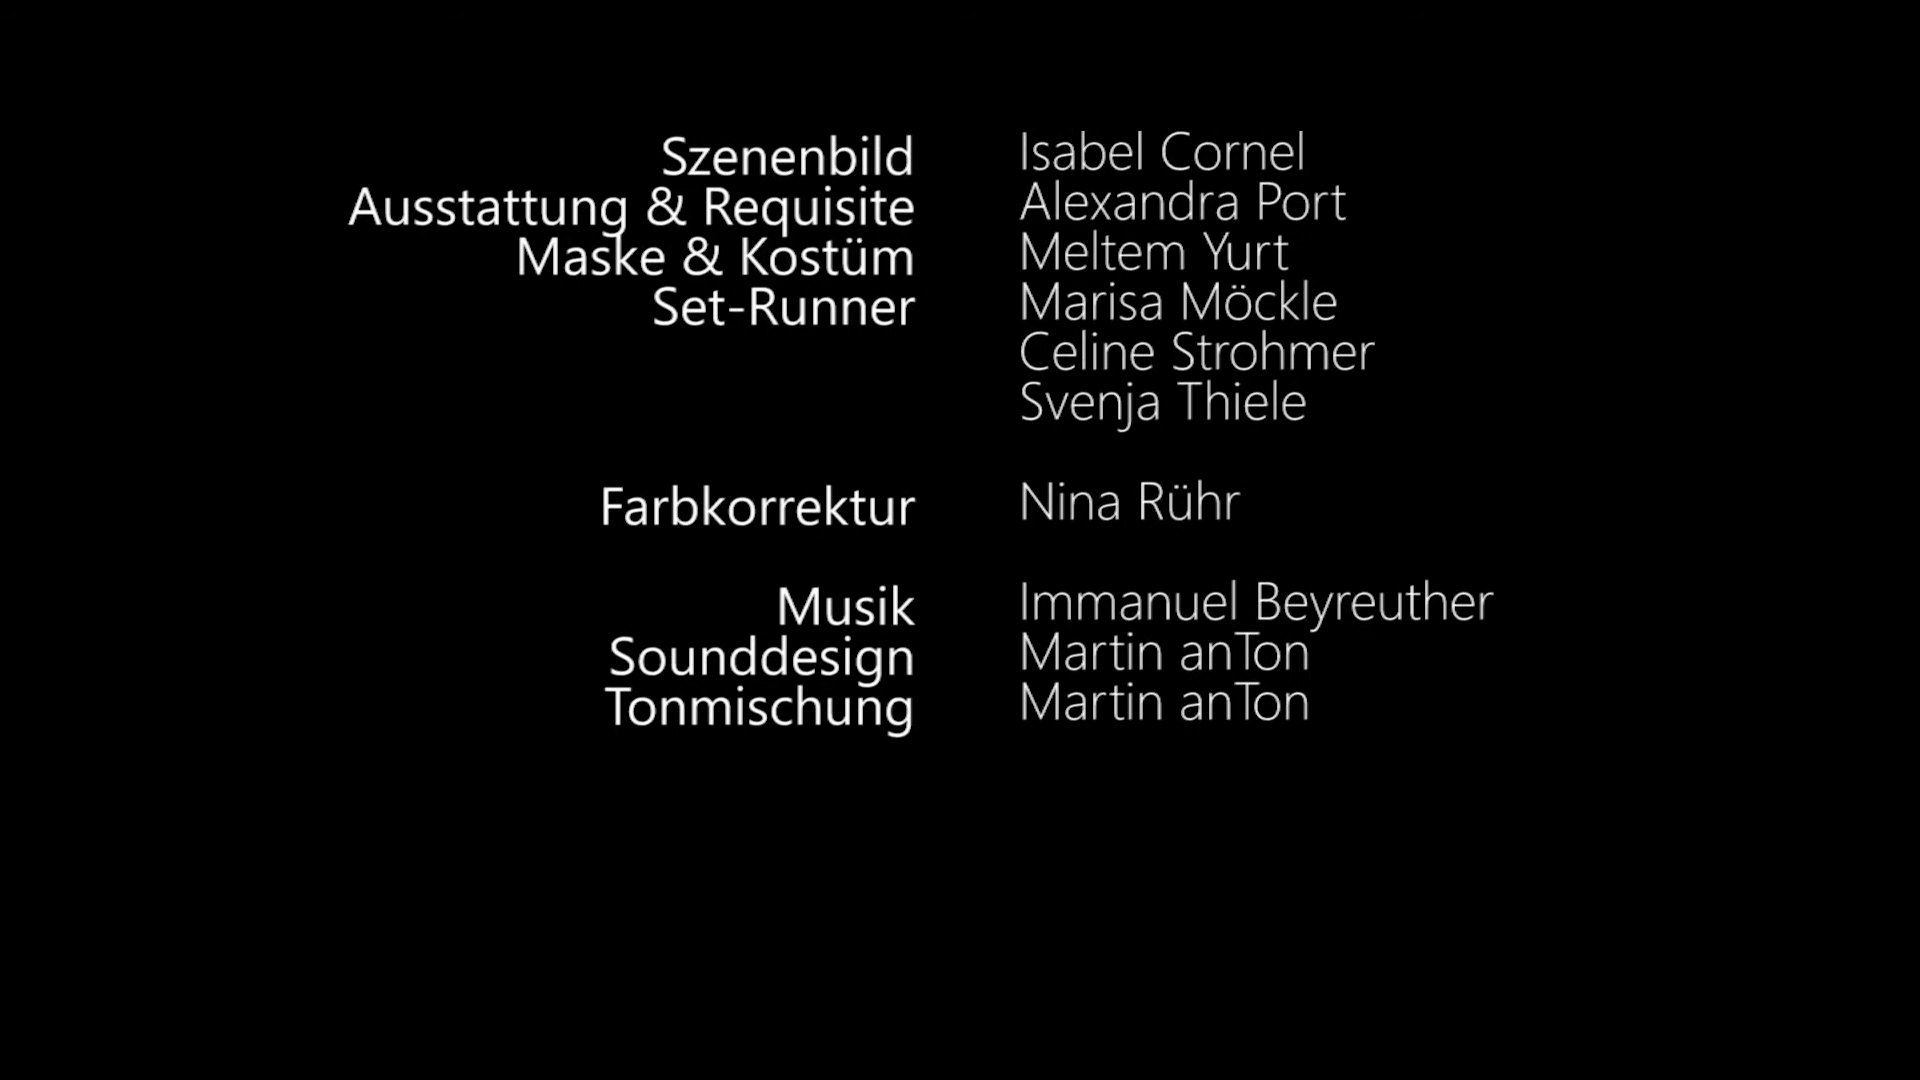 Szenenbild Isabel Cornel
Ausstattung & Requisite Alexandra Port
Maske & Kostüm Meltem Yurt
Set-Runner Marisa Möckle
Celine Strohmer
Svenja Thiele
Farbkorrektur Nina Rühr
Musik Immanuel Beyreuther
Sounddesign Martin anTon
Tonmischung Martin anTon